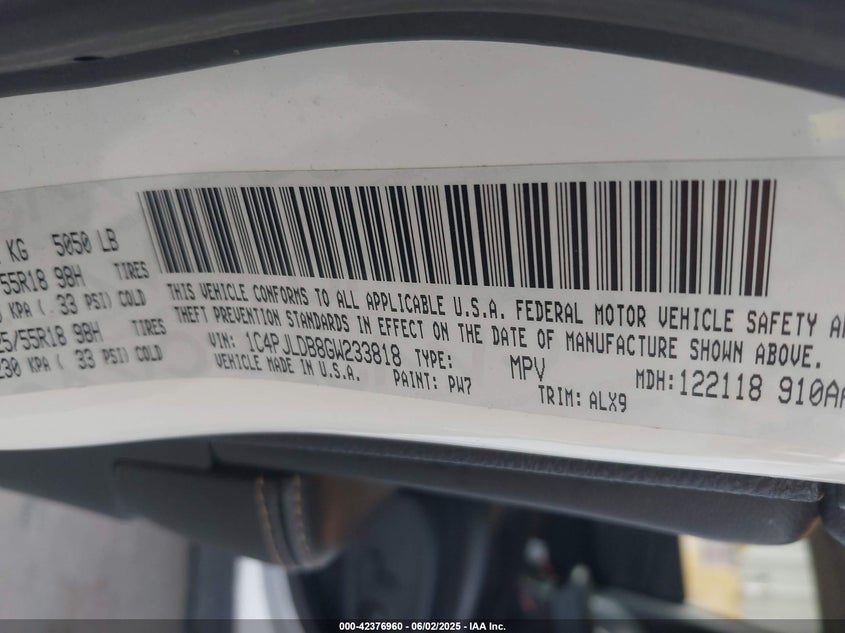 KG 5050 LB
55R18 98H TIRES
KPA ( 33 PSI) COLD
5/55R18 98H TIRES
230 KPA ( 33 PSI) COLD
THIS VEHICLE CONFORMS TO ALL APPLICABLE U.S.A. FEDERAL MOTOR VEHICLE SAFETY
THEFT PREVENTION STANDARDS IN EFFECT ON THE DATE OF MANUFACTURE SHOWN ABOVE.
VIN: 1C4PJLDB8GW233818 TYPE: MPV MDH:122118 910A
VEHICLE MADE IN U.S.A. PAINT: PW7 TRIM: ALX9
000-42376960 - 06/02/2025 - IAA Inc.